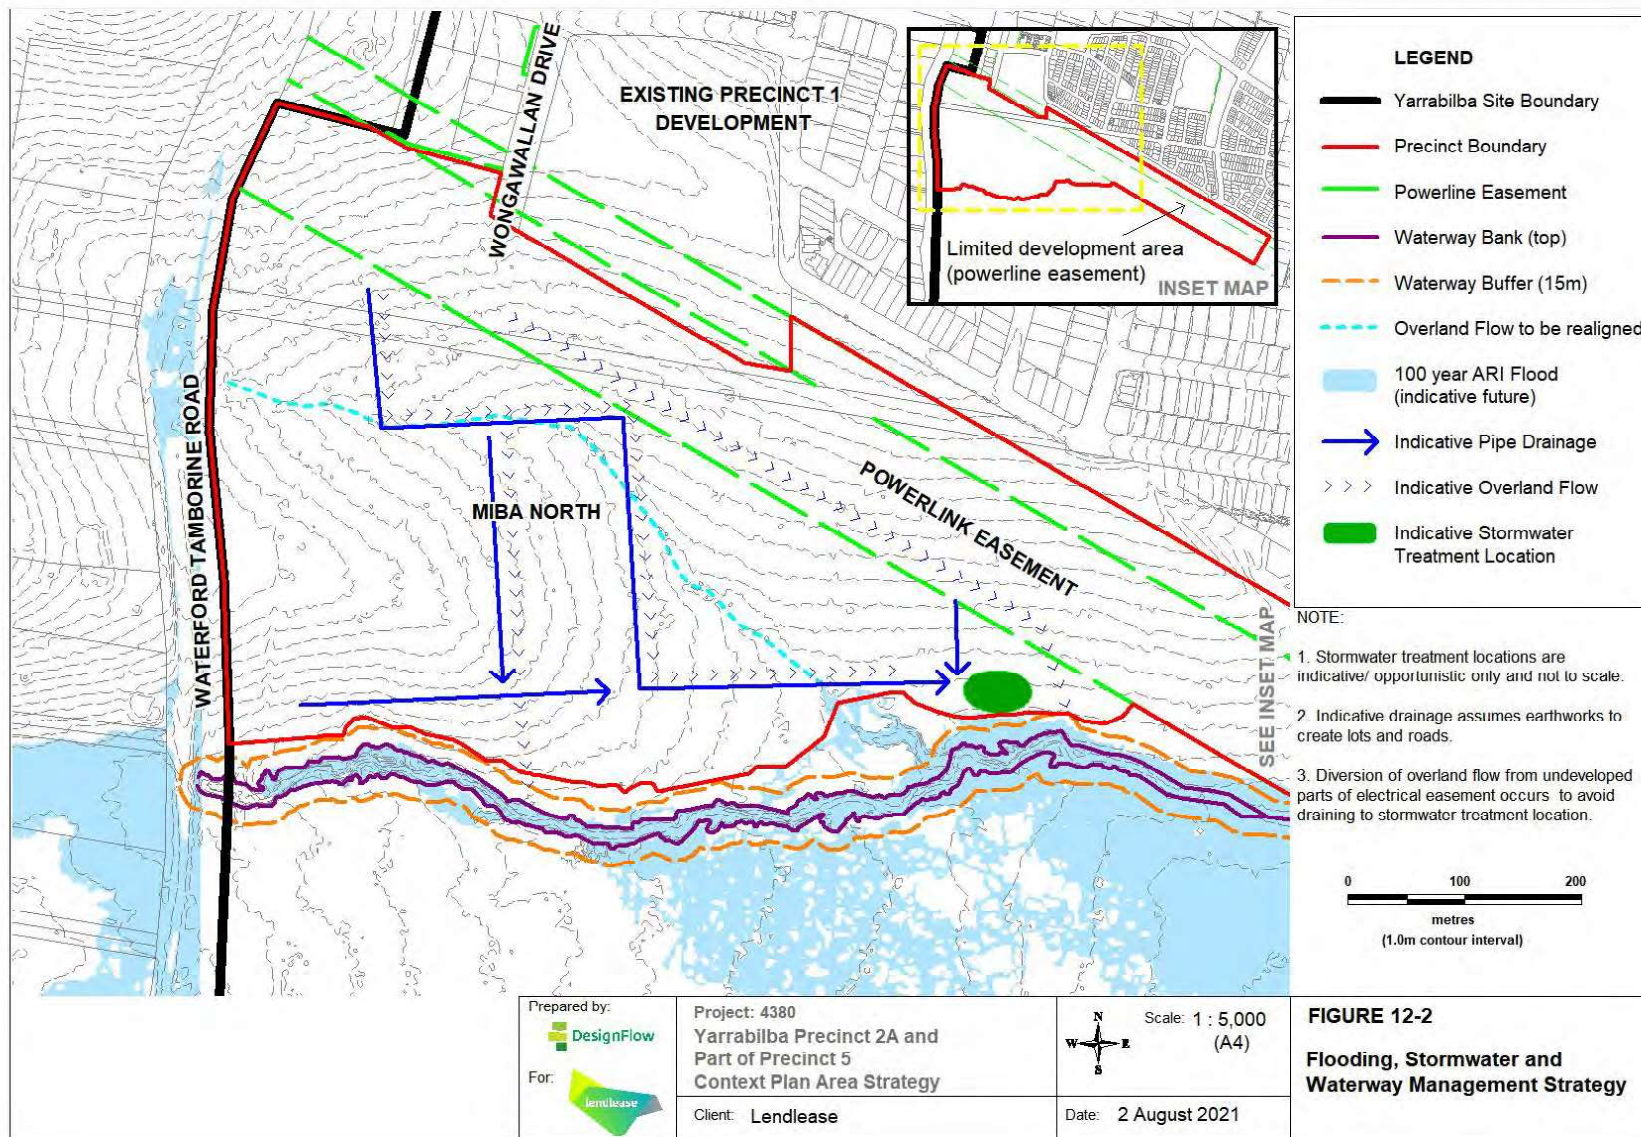 WONGAWALLAN DRIVE
EXISTING PRECINCT 1
DEVELOPMENT
Limited development area
(powerline easement)
INSET MAP
WATERFORD TAMBORINE ROAD
MIBA NORTH
POWERLINK EASEMENT
SEE INSET MAP
LEGEND
Yarrabilba Site Boundary
Precinct Boundary
Powerline Easement
Waterway Bank (top)
Waterway Buffer (15m)
Overland Flow to be realigned
100 year ARI Flood
(indicative future)
Indicative Pipe Drainage
Indicative Overland Flow
Indicative Stormwater
Treatment Location
NOTE:
1. Stormwater treatment locations are
indicative/ opportunistic only and not to scale.
2. Indicative drainage assumes earthworks to
create lots and roads.
3. Diversion of overland flow from undeveloped
parts of electrical easement occurs to avoid
draining to stormwater treatment location.
0 100 200
metres
(1.0m contour interval)
Prepared by:
DesignFlow
For:
lendlease
Project: 4380
Yarrabilba Precinct 2A and
Part of Precinct 5
Context Plan Area Strategy
Client: Lendlease
N
W E
S
Scale: 1 : 5,000
(A4)
Date: 2 August 2021
FIGURE 12-2
Flooding, Stormwater and
Waterway Management Strategy